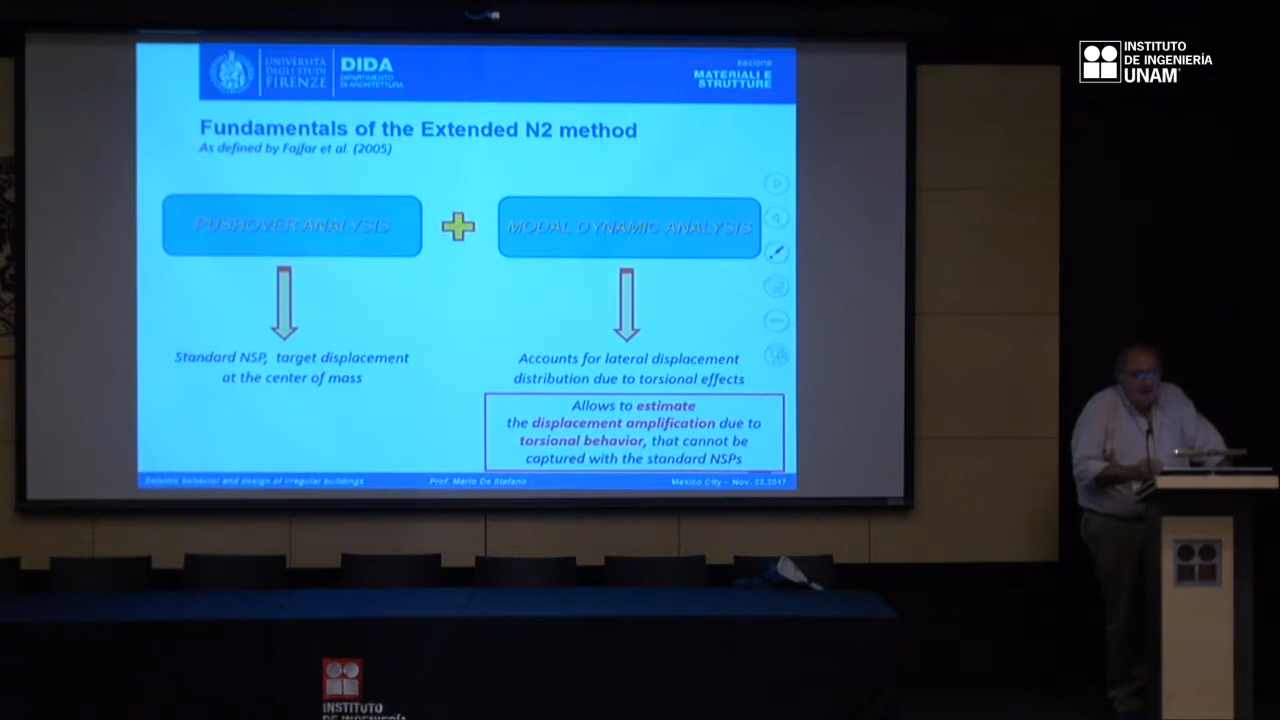 INSTITUTO
DE INGENIERÍA
UNAM
UNIVERSITÀ
DEGLI STUDI
FIRENZE
DIDA
DIPARTIMENTO
DI ARCHITETTURA
sezione
MATERIALI E
STRUTTURE
Fundamentals of the Extended N2 method
As defined by Fajfar et al. (2005)
PUSHOVER ANALYSIS
MODAL DYNAMIC ANALYSIS
Standard NSP, target displacement
at the center of mass
Accounts for lateral displacement
distribution due to torsional effects
Allows to estimate
the displacement amplification due to
torsional behavior, that cannot be
captured with the standard NSPs
Seismic behavior and design of irregular buildings
Prof. Mario De Stefano
Mexico City - Nov. 23,2017
INSTITUTO
DE INGENIERÍA